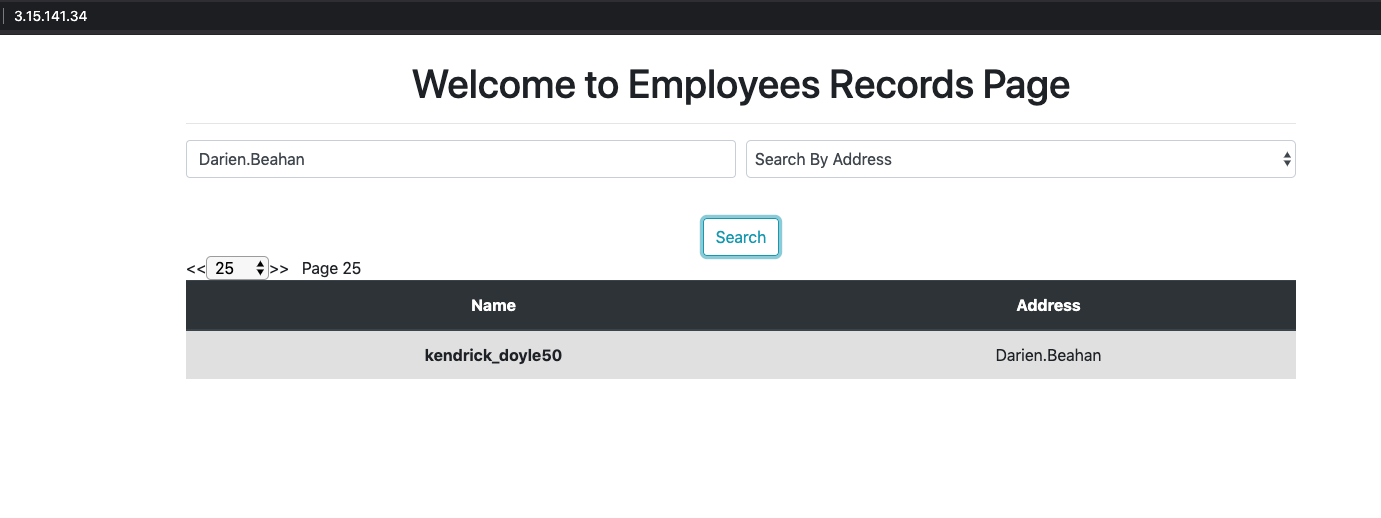 3.15.141.34
Welcome to Employees Records Page
Darien.Beahan Search By Address
Search
<< 25 >> Page 25
Name Address
kendrick_doyle50 Darien.Beahan